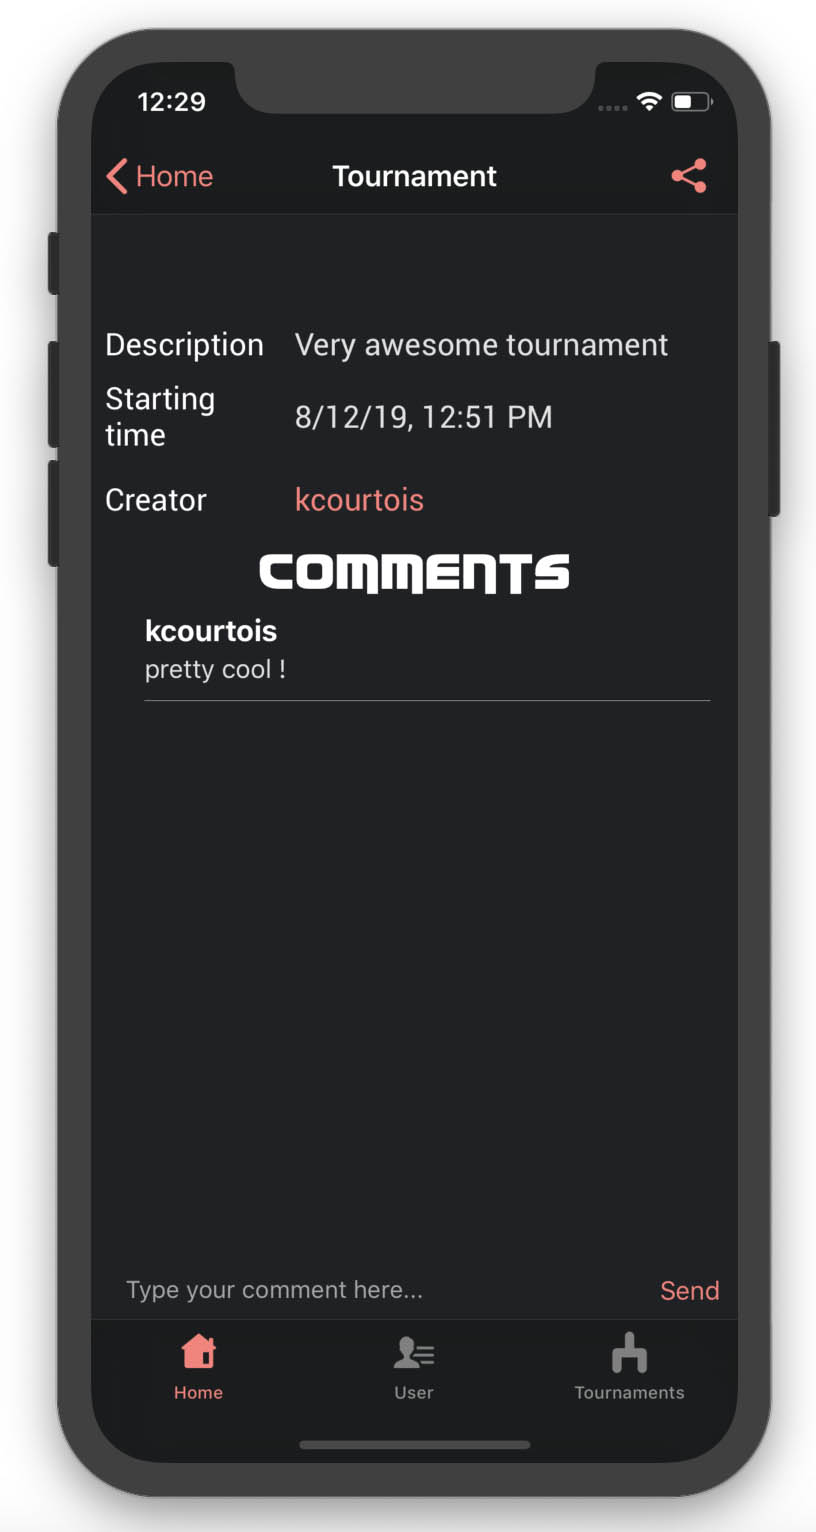 12:29
Home
Tournament
Description
Very awesome tournament
Starting
time
8/12/19, 12:51 PM
Creator
kcourtois
COMMENTS
kcourtois
pretty cool !
Type your comment here...
Send
Home
User
Tournaments